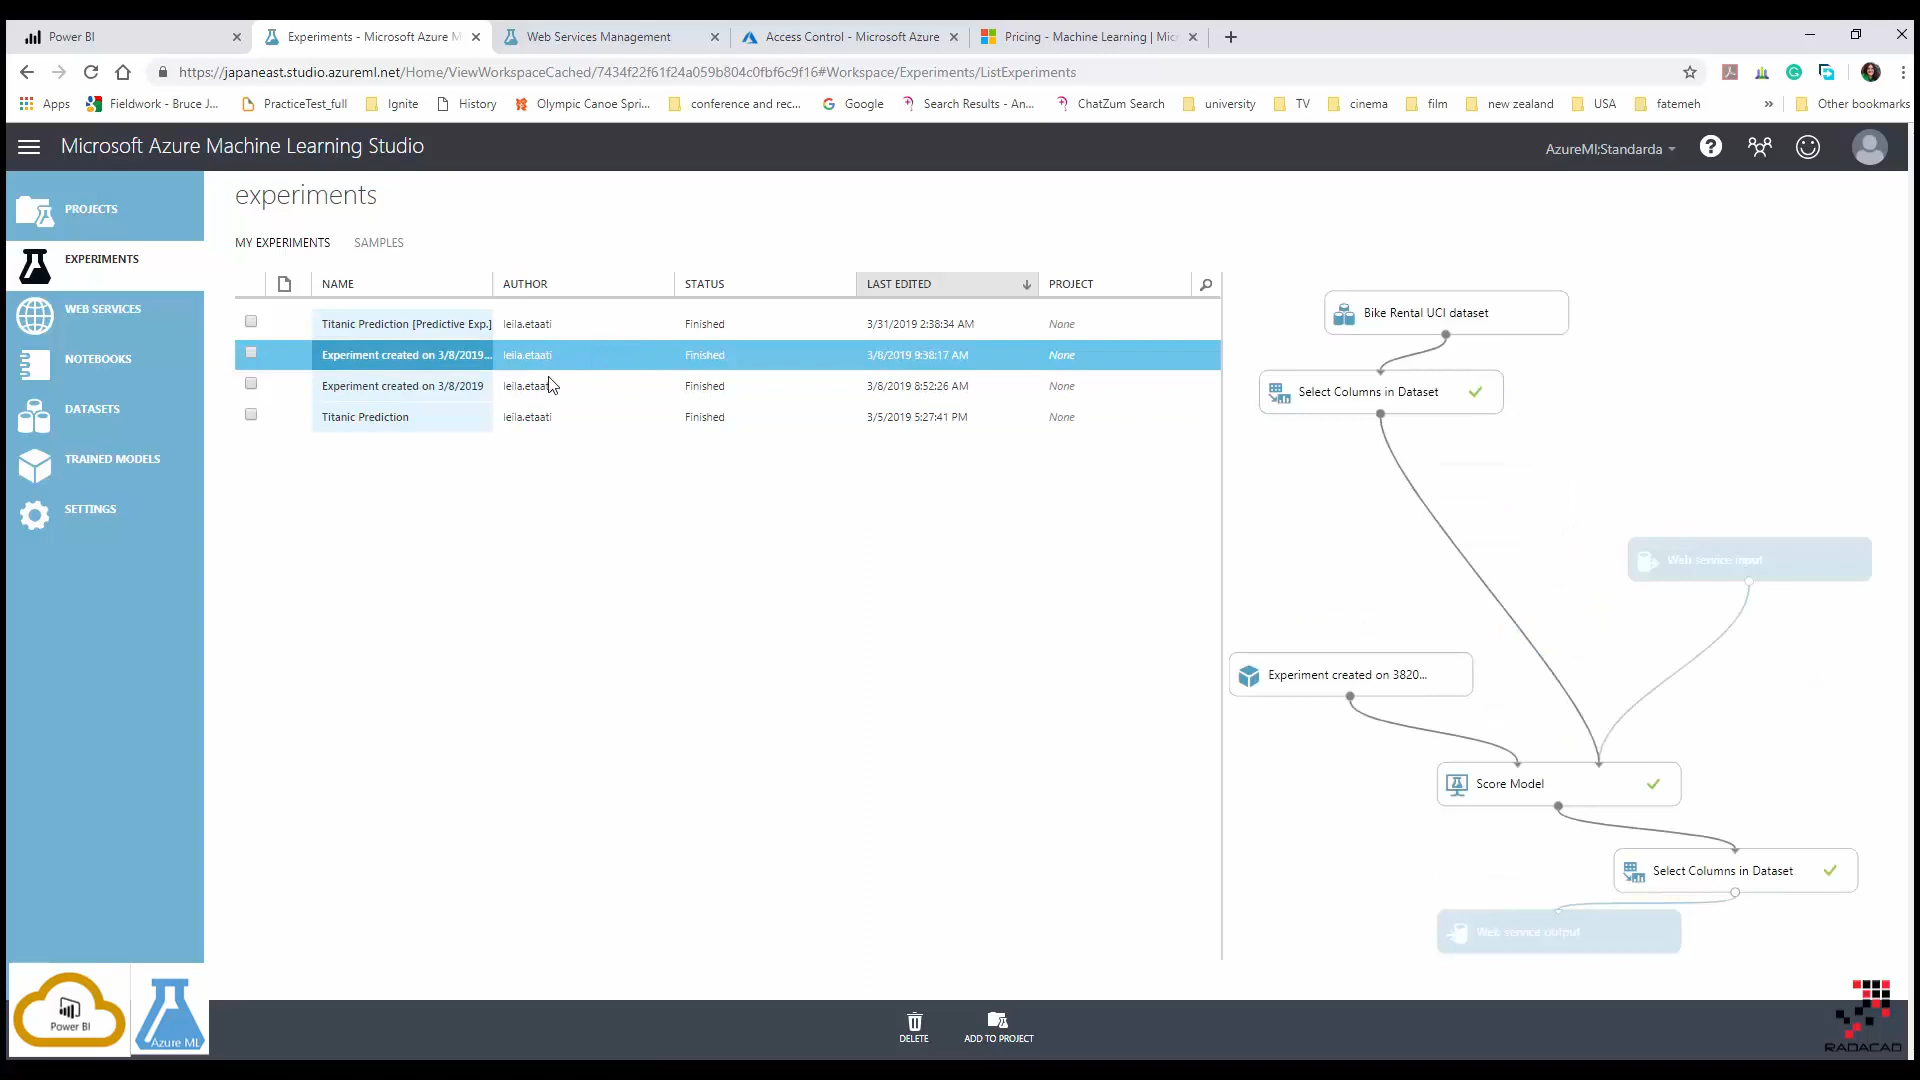 Power BI
Experiments - Microsoft Azure M
Web Services Management
Access Control - Microsoft Azure
Pricing - Machine Learning | Mic
https://japaneast.studio.azureml.net/Home/ViewWorkspaceCached/7434f22f61f24a059b804c0fbf6c9f16#Workspace/Experiments/ListExperiments
Apps
Fieldwork - Bruce J...
PracticeTest_full
Ignite
History
Olympic Canoe Spri...
conference and rec...
Google
Search Results - An...
ChatZum Search
university
TV
cinema
film
new zealand
USA
fatemeh
»
Other bookmarks
Microsoft Azure Machine Learning Studio
AzureMl;Standarda
PROJECTS
EXPERIMENTS
WEB SERVICES
NOTEBOOKS
DATASETS
TRAINED MODELS
SETTINGS
experiments
MY EXPERIMENTS SAMPLES
NAME AUTHOR STATUS LAST EDITED PROJECT
Titanic Prediction [Predictive Exp.] leila.etaati Finished 3/31/2019 2:38:34 AM None
Experiment created on 3/8/2019... leila.etaati Finished 3/8/2019 9:38:17 AM None
Experiment created on 3/8/2019 leila.etaati Finished 3/8/2019 8:52:26 AM None
Titanic Prediction leila.etaati Finished 3/5/2019 5:27:41 PM None
Bike Rental UCI dataset
Select Columns in Dataset
Web service input
Experiment created on 3820...
Score Model
Select Columns in Dataset
Web service output
Power BI
Azure ML
DELETE
ADD TO PROJECT
RADACAD